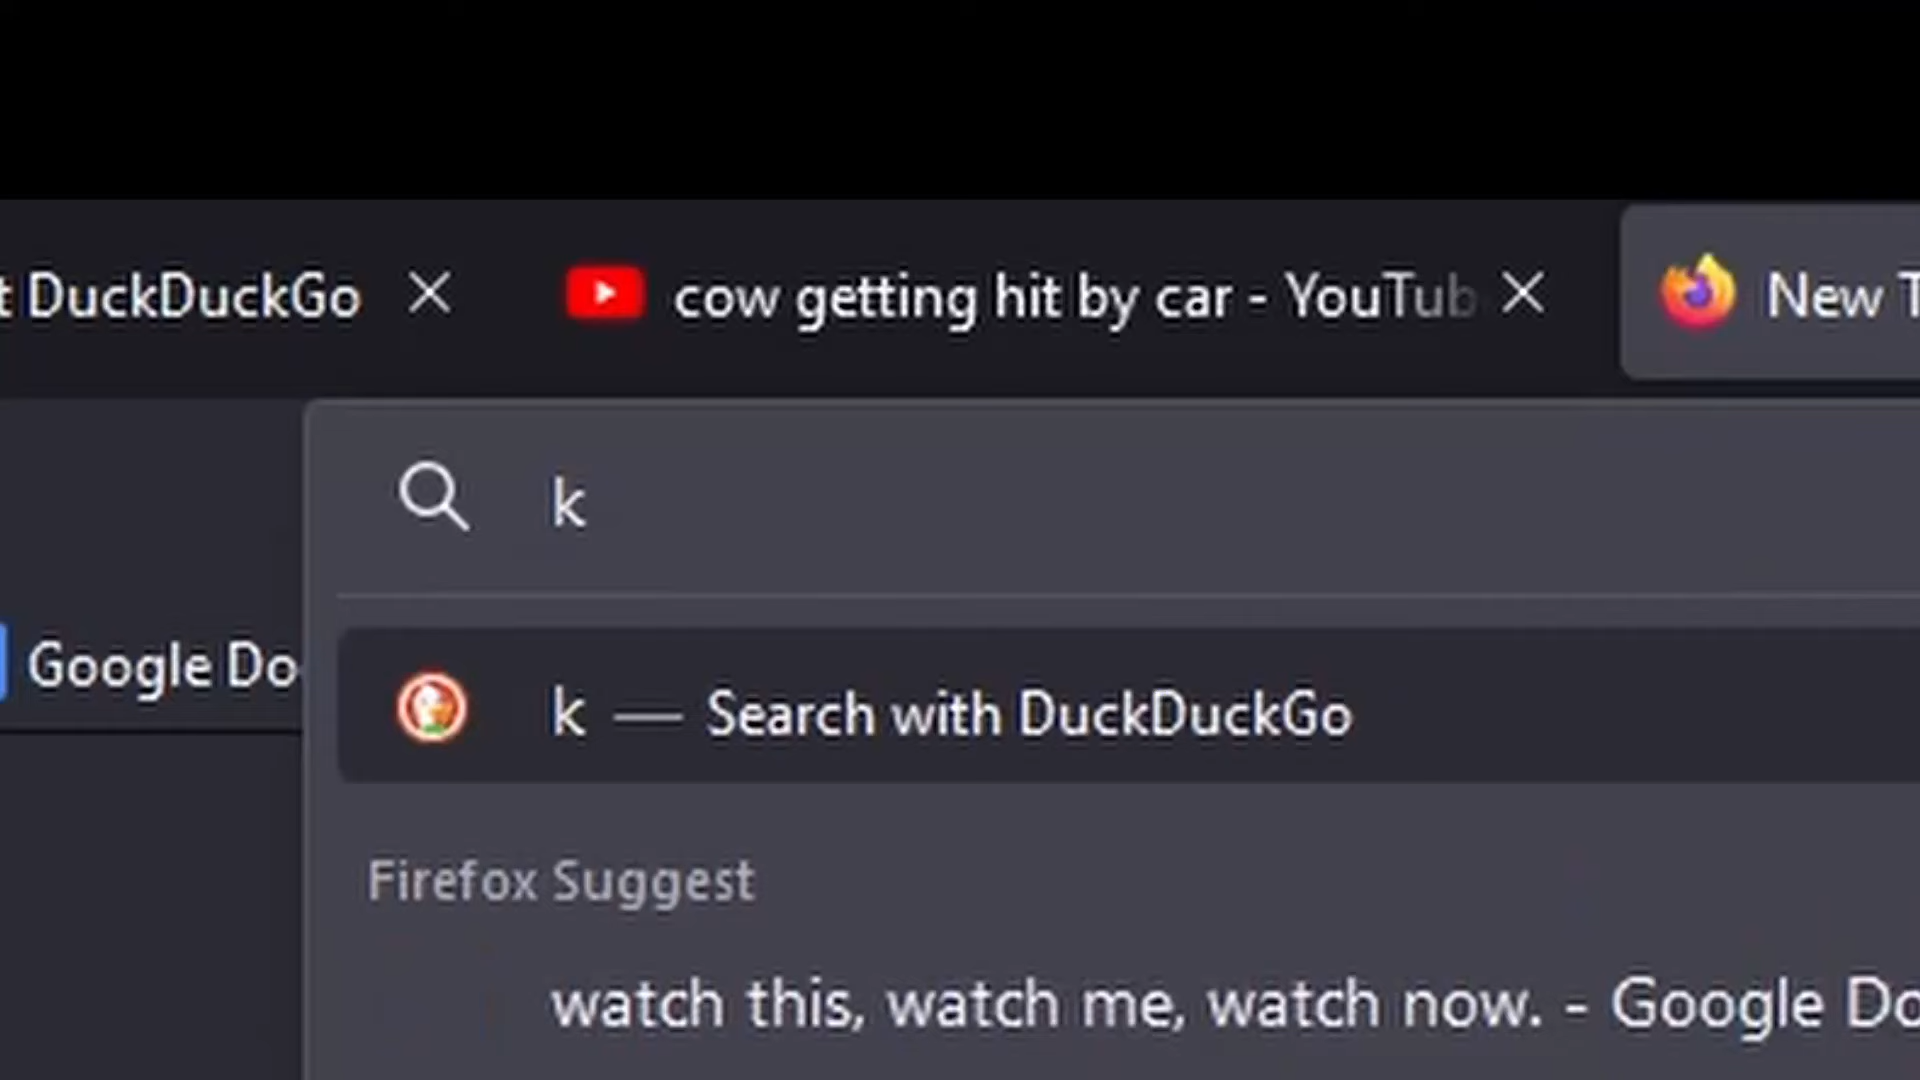 t DuckDuckGo
cow getting hit by car - YouTub
New T
k
Google Do
k — Search with DuckDuckGo
Firefox Suggest
watch this, watch me, watch now. - Google Do